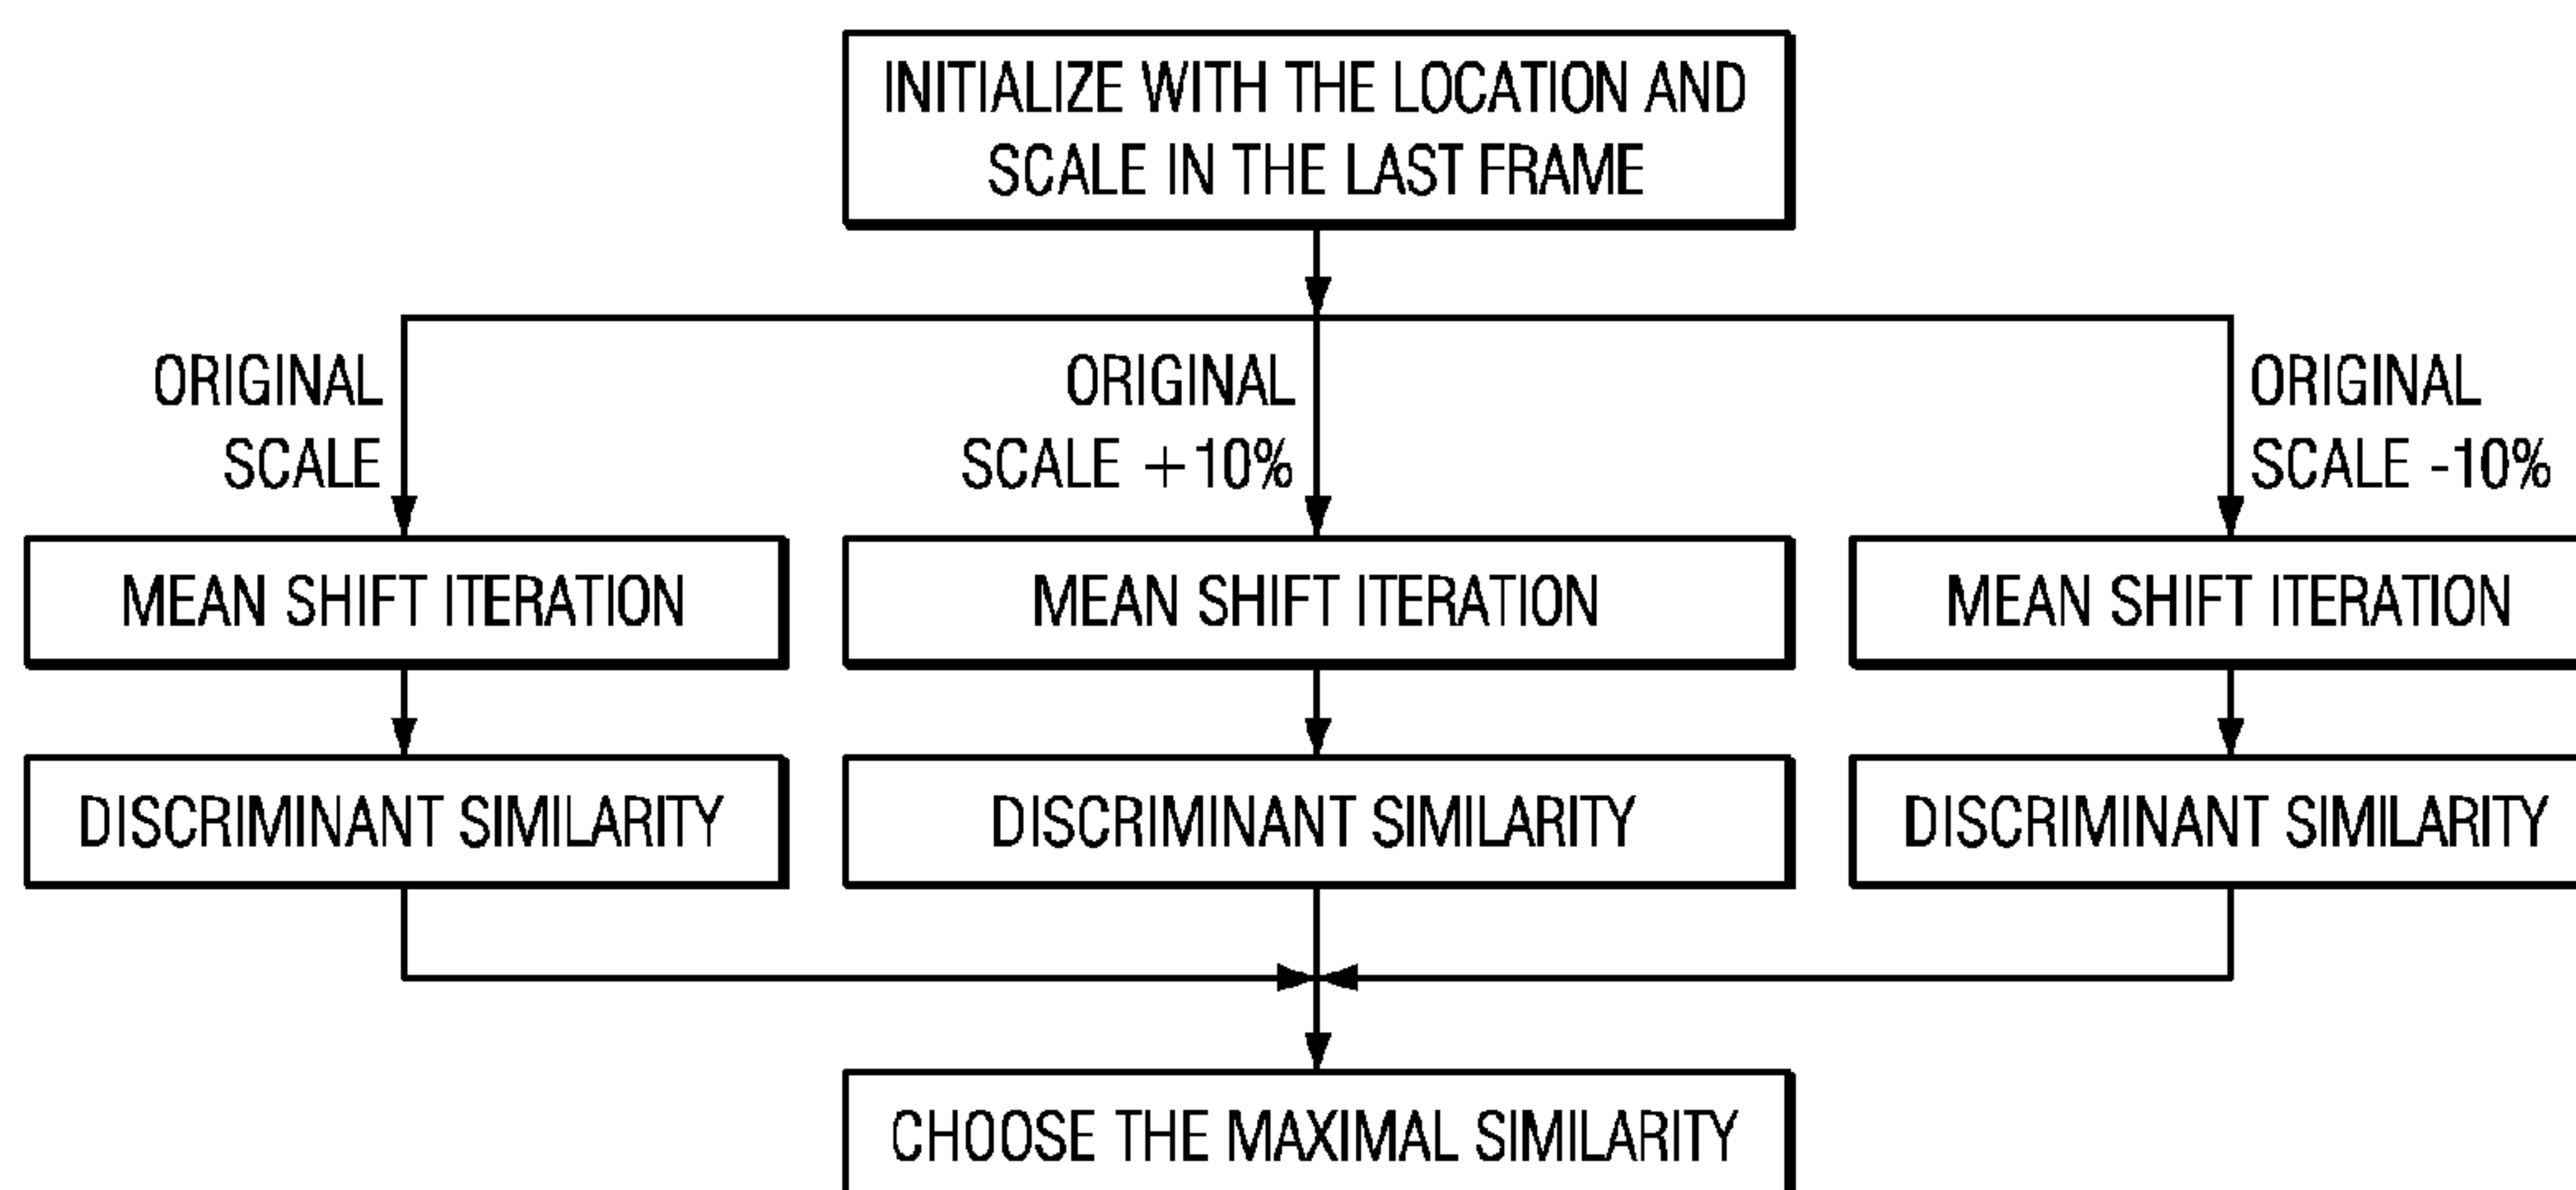 INITIALIZE WITH THE LOCATION AND
SCALE IN THE LAST FRAME
ORIGINAL
SCALE
ORIGINAL
SCALE +10%
ORIGINAL
SCALE -10%
MEAN SHIFT ITERATION
MEAN SHIFT ITERATION
MEAN SHIFT ITERATION
DISCRIMINANT SIMILARITY
DISCRIMINANT SIMILARITY
DISCRIMINANT SIMILARITY
CHOOSE THE MAXIMAL SIMILARITY